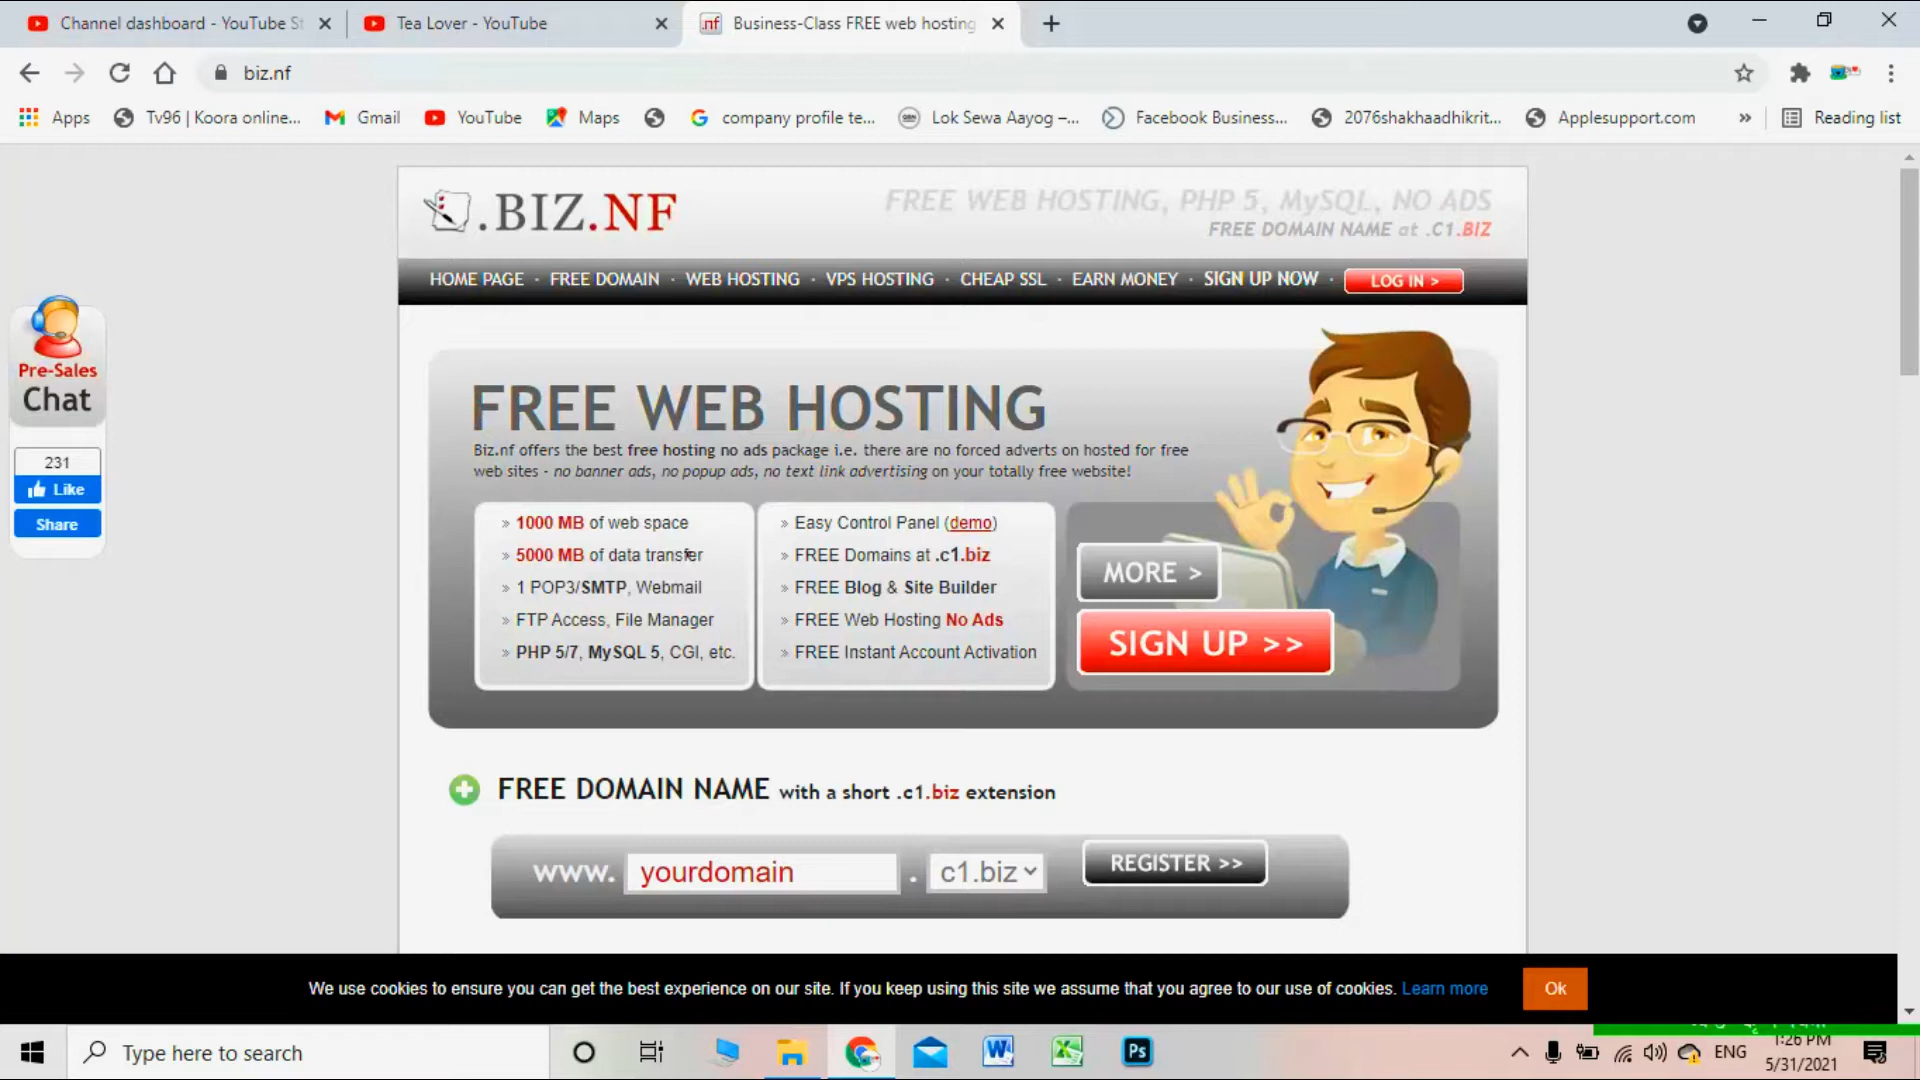 Channel dashboard - YouTube St
Tea Lover - YouTube
.nf Business-Class FREE web hosting
biz.nf
Apps
Tv96 | Koora online...
Gmail
YouTube
Maps
company profile te...
Lok Sewa Aayog –...
Facebook Business...
2076shakhaadhikrit...
Applesupport.com
»
Reading list
.BIZ.NF
FREE WEB HOSTING, PHP 5, MySQL, NO ADS
FREE DOMAIN NAME at .C1.BIZ
HOME PAGE · FREE DOMAIN · WEB HOSTING · VPS HOSTING · CHEAP SSL · EARN MONEY · SIGN UP NOW · LOG IN >
Pre-Sales
Chat
231
Like
Share
FREE WEB HOSTING
Biz.nf offers the best free hosting no ads package i.e. there are no forced adverts on hosted for free
web sites - no banner ads, no popup ads, no text link advertising on your totally free website!
» 1000 MB of web space
» 5000 MB of data transfer
» 1 POP3/SMTP, Webmail
» FTP Access, File Manager
» PHP 5/7, MySQL 5, CGI, etc.
» Easy Control Panel (demo)
» FREE Domains at .c1.biz
» FREE Blog & Site Builder
» FREE Web Hosting No Ads
» FREE Instant Account Activation
MORE >
SIGN UP >>
FREE DOMAIN NAME with a short .c1.biz extension
www. yourdomain . c1.biz
REGISTER >>
We use cookies to ensure you can get the best experience on our site. If you keep using this site we assume that you agree to our use of cookies. Learn more
Ok
Type here to search
W
X
Ps
ENG
1:26 PM
5/31/2021